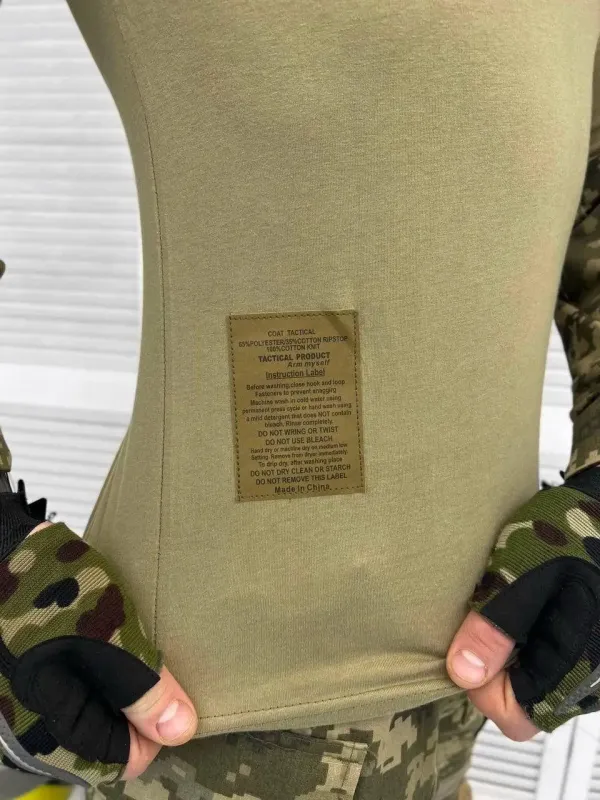 COAT TACTICAL
65%POLYESTER/35%COTTON RIPSTOP
100%COTTON KNIT
TACTICAL PRODUCT
Arm myself
Instruction Label
Before washing,close hook and loop
Fasteners to prevent snagging
Machine wash in cold water using
permanent press cycle or hand wash using
a mild detergent that does NOT contain
bleach. Rinse completely.
DO NOT WRING OR TWIST
DO NOT USE BLEACH.
Hand dry or machine dry on medium low
Setting. Remove from dryer immediately.
To drip dry, after washing plate
DO NOT DRY CLEAN OR STARCH
DO NOT REMOVE THIS LABEL
Made in China